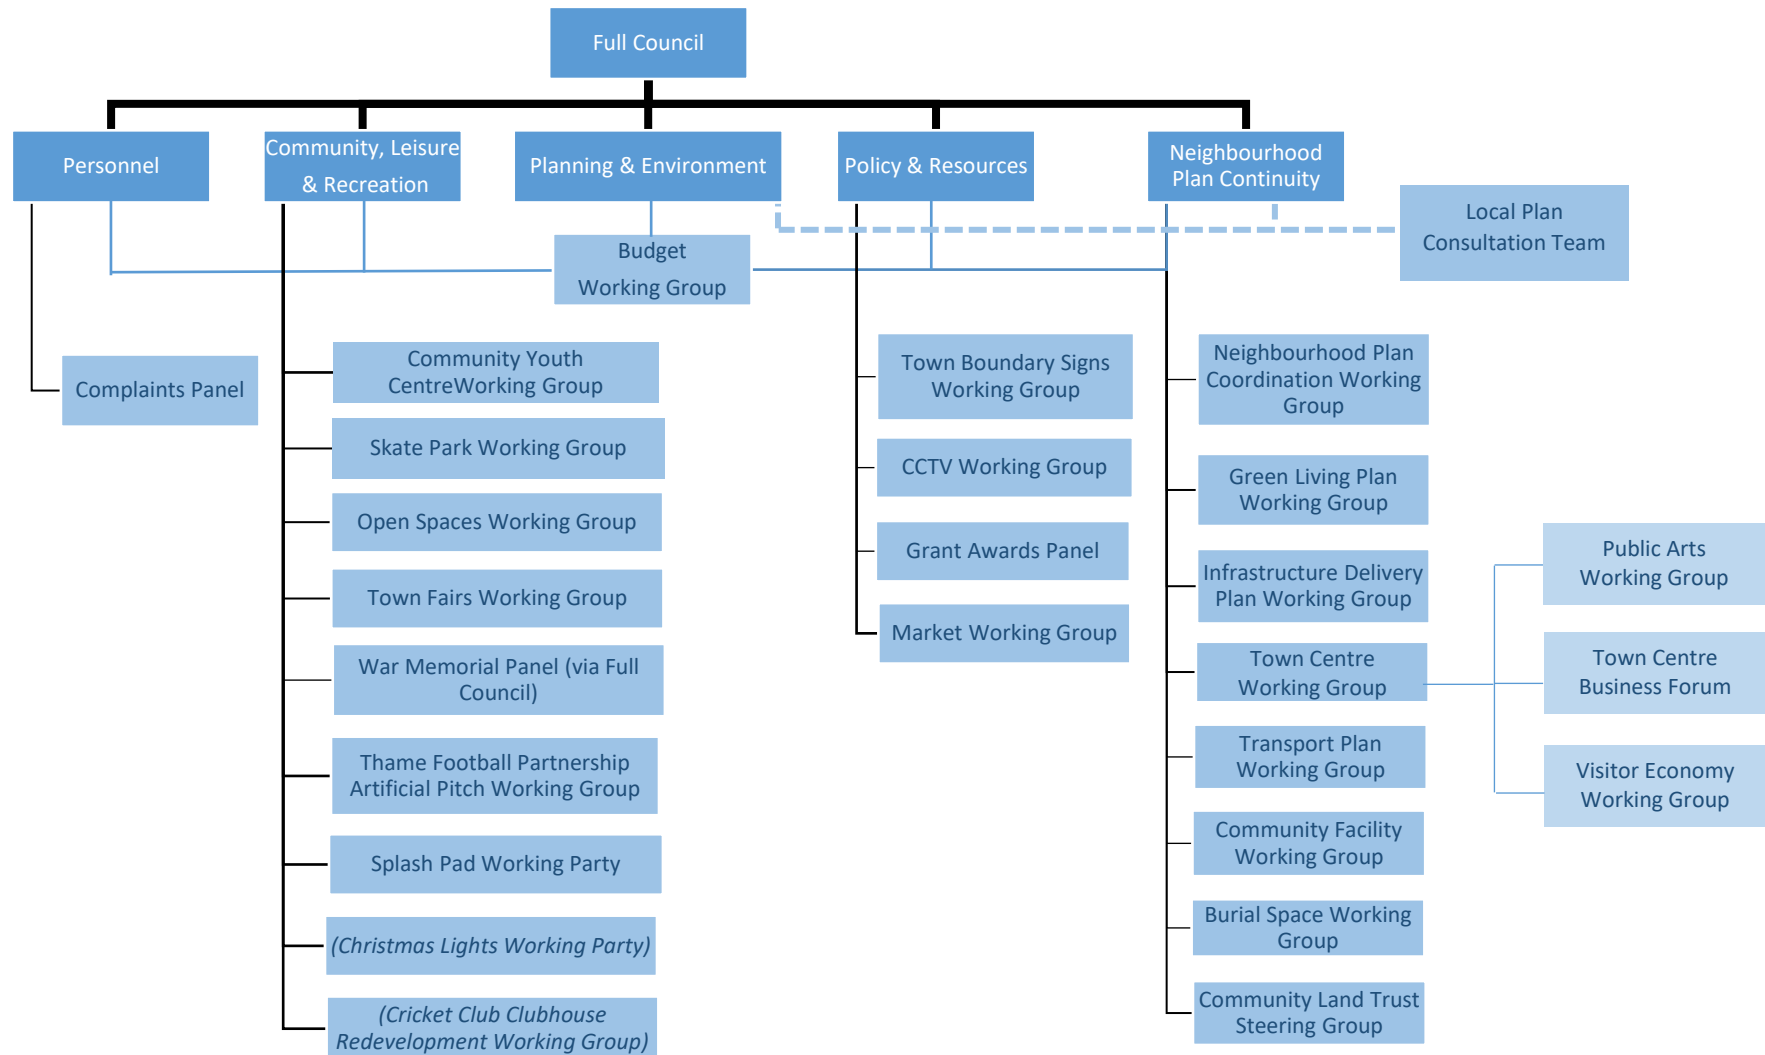 Full Council
Personnel
Community, Leisure
& Recreation
Planning & Environment
Policy & Resources
Neighbourhood
Plan Continuity
Local Plan
Consultation Team
Budget
Working Group
Complaints Panel
Community Youth
CentreWorking Group
Skate Park Working Group
Open Spaces Working Group
Town Fairs Working Group
War Memorial Panel (via Full
Council)
Thame Football Partnership
Artificial Pitch Working Group
Splash Pad Working Party
(Christmas Lights Working Party)
(Cricket Club Clubhouse
Redevelopment Working Group)
Town Boundary Signs
Working Group
CCTV Working Group
Grant Awards Panel
Market Working Group
Neighbourhood Plan
Coordination Working
Group
Green Living Plan
Working Group
Infrastructure Delivery
Plan Working Group
Town Centre
Working Group
Transport Plan
Working Group
Community Facility
Working Group
Burial Space Working
Group
Community Land Trust
Steering Group
Public Arts
Working Group
Town Centre
Business Forum
Visitor Economy
Working Group